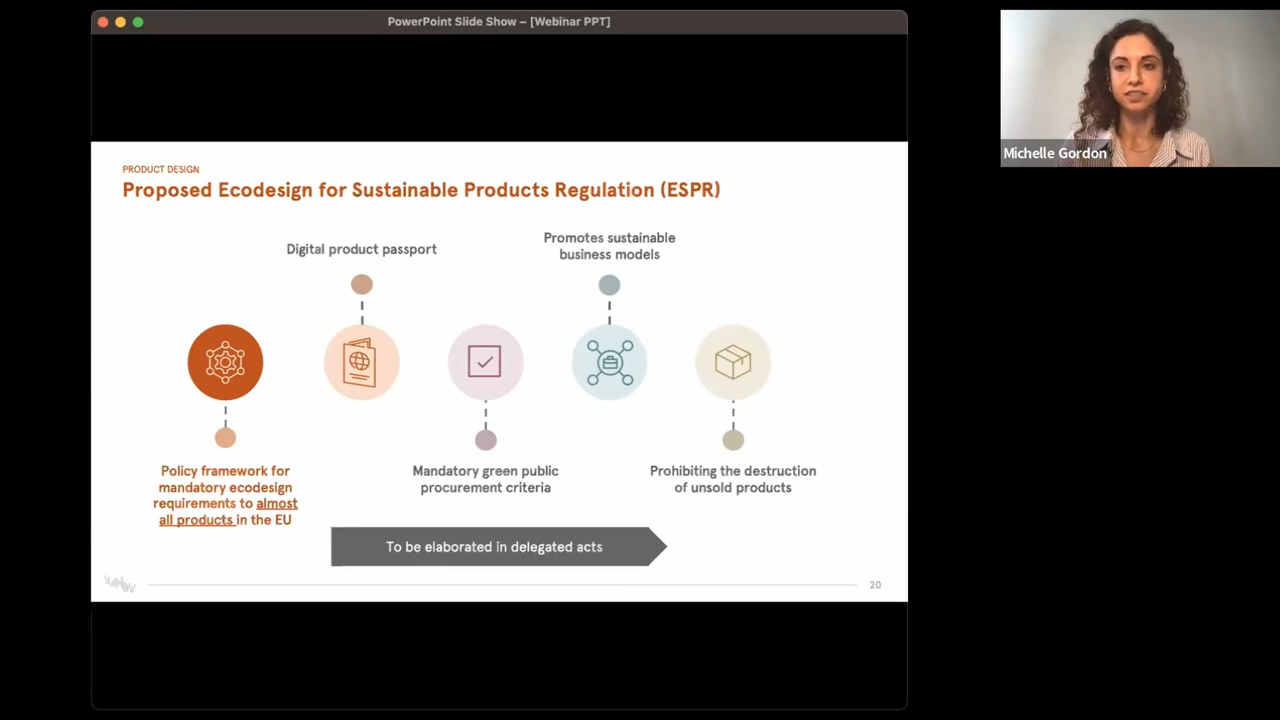 PowerPoint Slide Show – [Webinar PPT]
Michelle Gordon
PRODUCT DESIGN
Proposed Ecodesign for Sustainable Products Regulation (ESPR)
Digital product passport
Promotes sustainable
business models
Policy framework for
mandatory ecodesign
requirements to almost
all products in the EU
Mandatory green public
procurement criteria
Prohibiting the destruction
of unsold products
To be elaborated in delegated acts
20